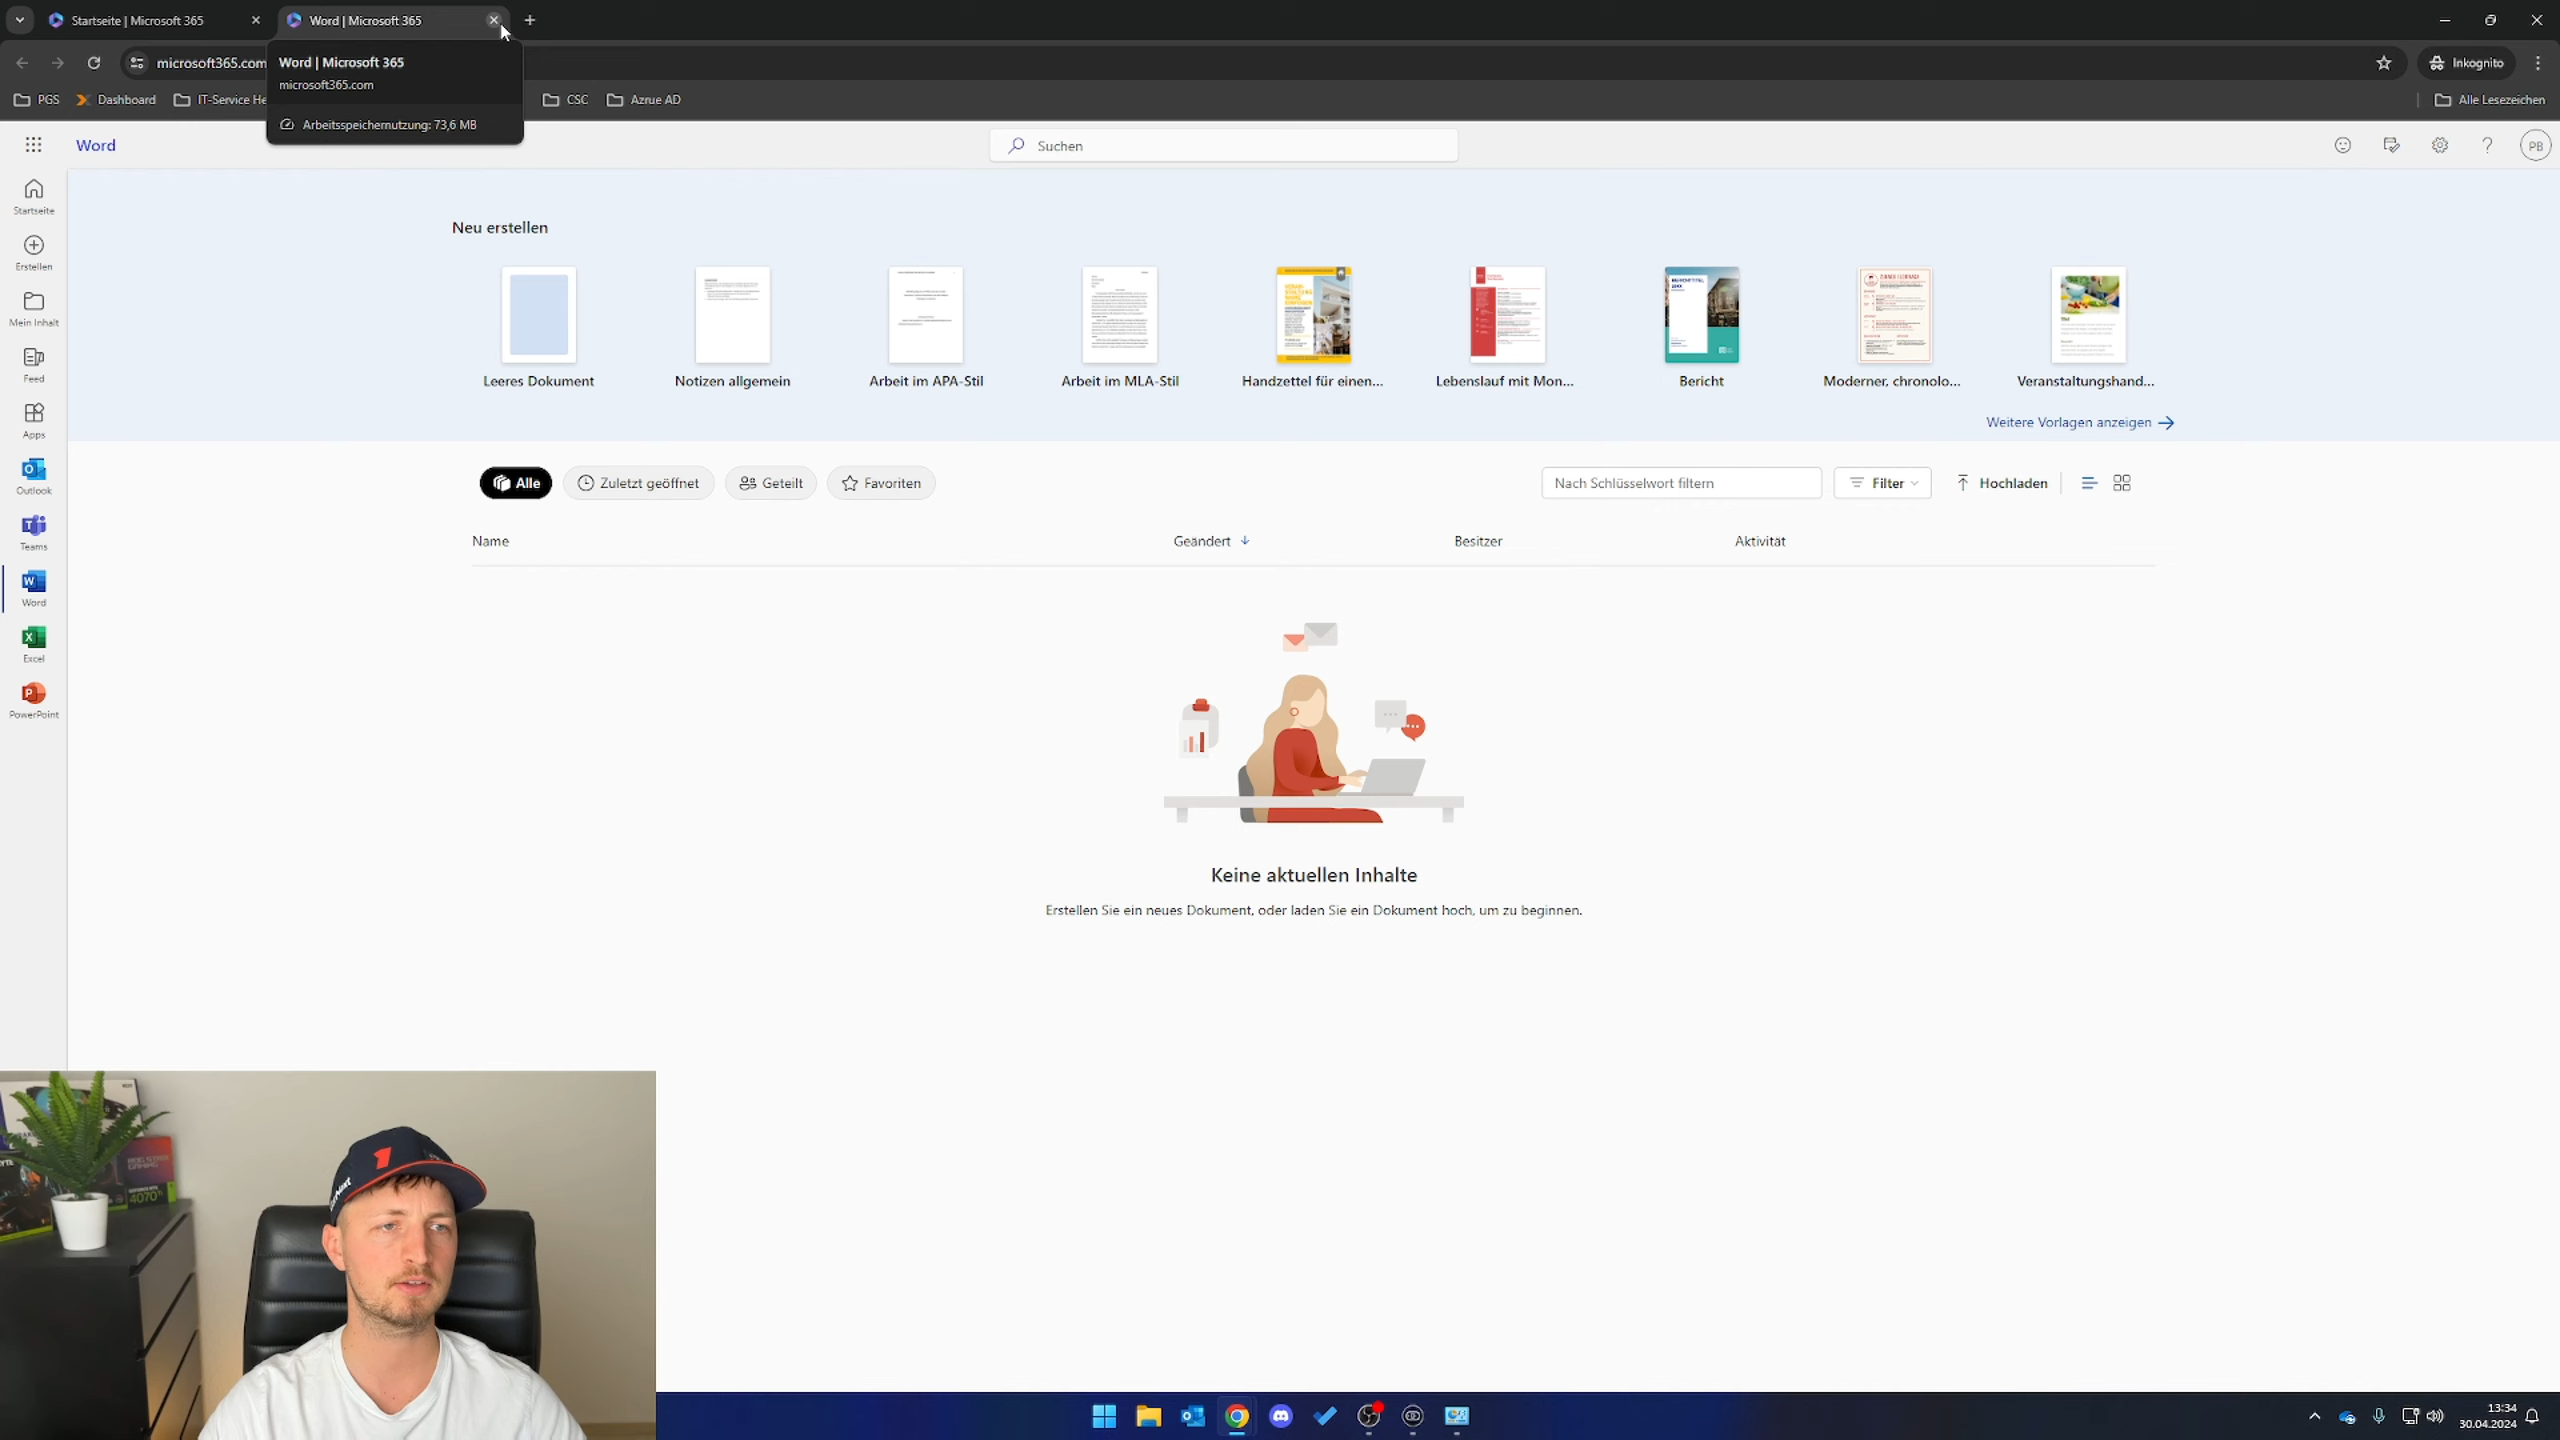 Startseite | Microsoft 365
Word | Microsoft 365
microsoft365.com
Word | Microsoft 365
microsoft365.com
Arbeitsspeichernutzung: 73,6 MB
Inkognito
PGS
Dashboard
IT-Service He
CSC
Azrue AD
Alle Lesezeichen
Word
Suchen
PB
Startseite
Erstellen
Mein Inhalt
Feed
Apps
Outlook
Teams
Word
Excel
PowerPoint
Neu erstellen
Leeres Dokument
Notizen allgemein
Arbeit im APA-Stil
Arbeit im MLA-Stil
Handzettel für einen...
Lebenslauf mit Mon...
Bericht
Moderner, chronolo...
Veranstaltungshand...
Weitere Vorlagen anzeigen
Alle
Zuletzt geöffnet
Geteilt
Favoriten
Nach Schlüsselwort filtern
Filter
Hochladen
Name
Geändert
Besitzer
Aktivität
Keine aktuellen Inhalte
Erstellen Sie ein neues Dokument, oder laden Sie ein Dokument hoch, um zu beginnen.
4070 Ti
1
13:34
30.04.2024